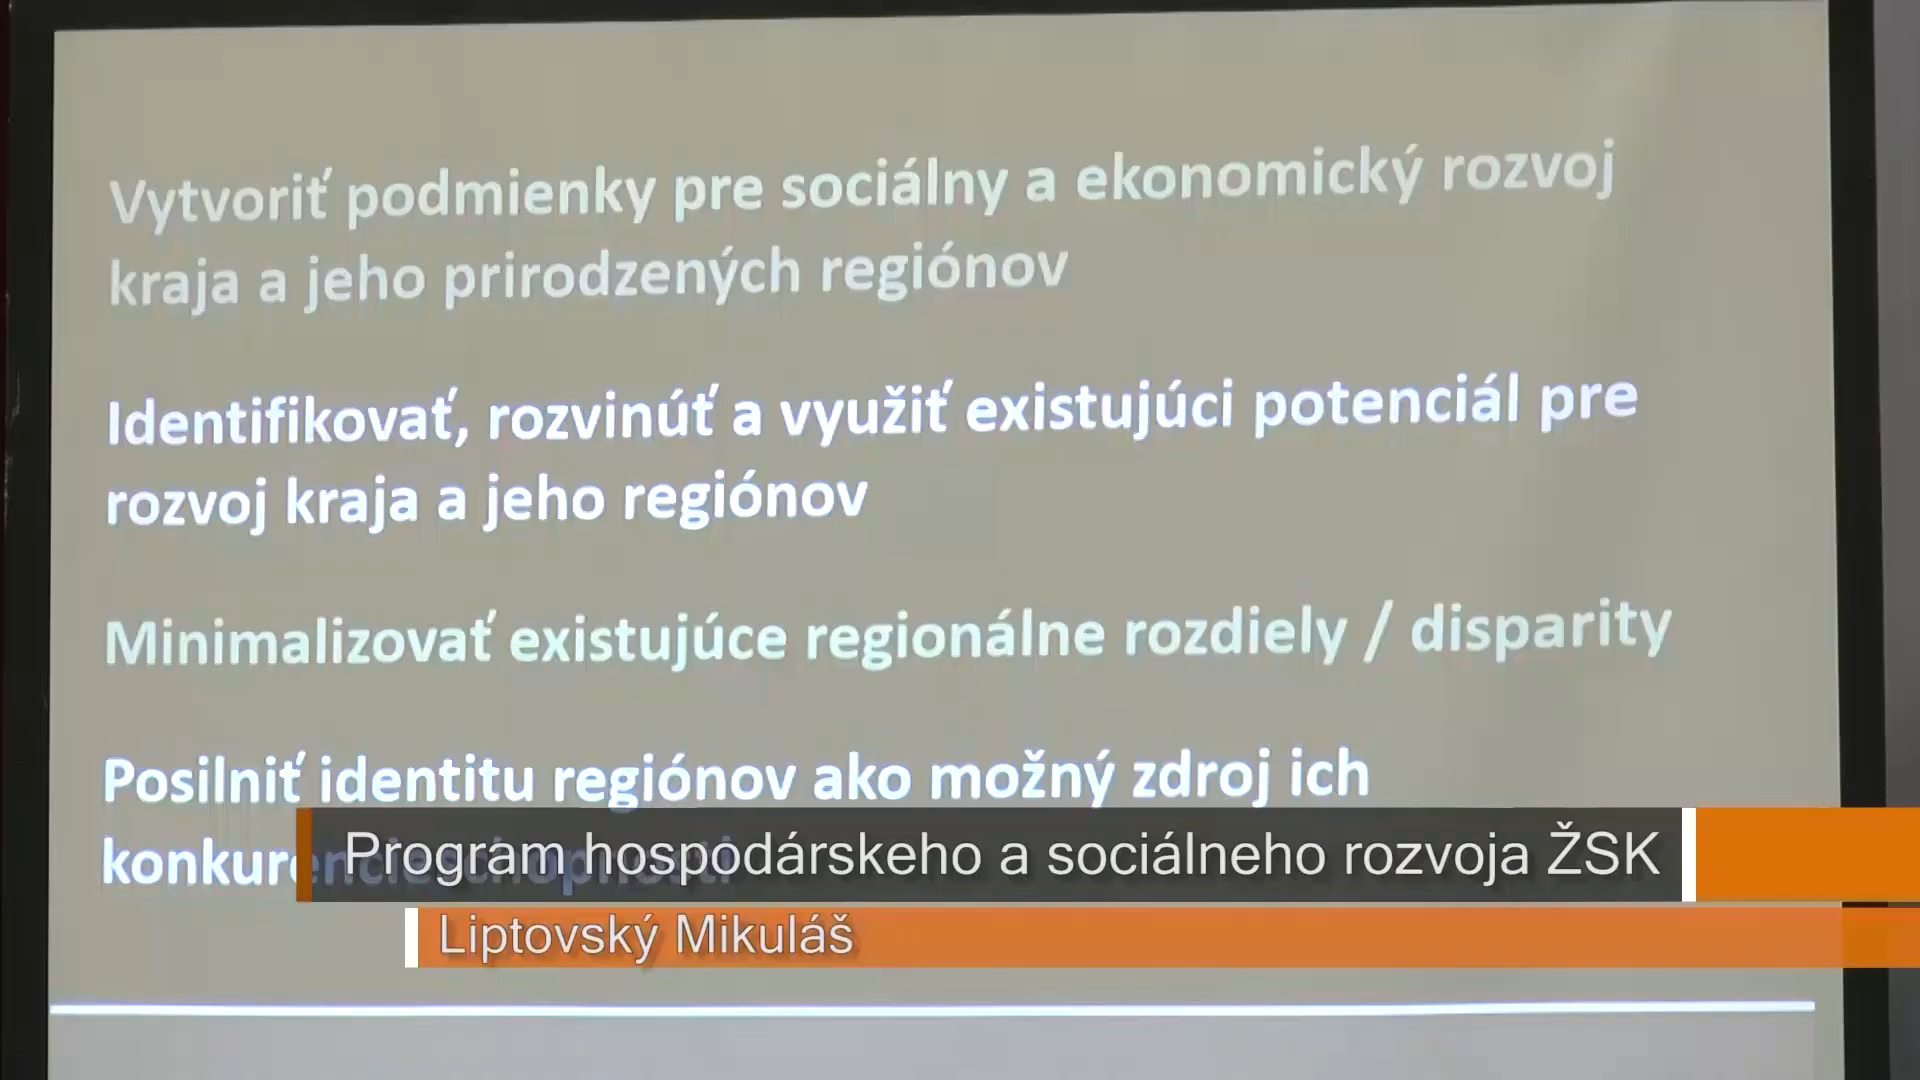 Vytvoriť podmienky pre sociálny a ekonomický rozvoj
kraja a jeho prirodzených regiónov
Identifikovať, rozvinúť a využiť existujúci potenciál pre
rozvoj kraja a jeho regiónov
Minimalizovať existujúce regionálne rozdiely / disparity
Posilniť identitu regiónov ako možný zdroj ich
konkurencieschopnosti
Program hospodárskeho a sociálneho rozvoja ŽSK
Liptovský Mikuláš